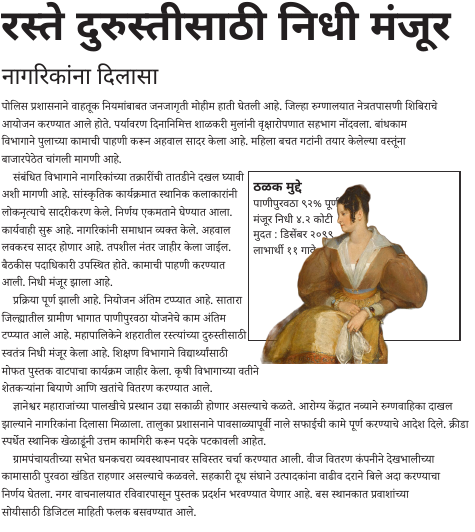 रस्ते दुरुस्तीसाठी निधी मंजूर
नागरिकांना दिलासा
पोलिस प्रशासनाने वाहतूक नियमांबाबत जनजागृती मोहीम हाती घेतली आहे. जिल्हा रुग्णालयात नेत्रतपासणी शिबिराचे
आयोजन करण्यात आले होते. पर्यावरण दिनानिमित्त शाळकरी मुलांनी वृक्षारोपणात सहभाग नोंदवला. बांधकाम
विभागाने पुलाच्या कामाची पाहणी करून अहवाल सादर केला आहे. महिला बचत गटांनी तयार केलेल्या वस्तूंना
बाजारपेठेत चांगली मागणी आहे.
संबंधित विभागाने नागरिकांच्या तक्रारींची तातडीने दखल घ्यावी
अशी मागणी आहे. सांस्कृतिक कार्यक्रमात स्थानिक कलाकारांनी
लोकनृत्याचे सादरीकरण केले. निर्णय एकमताने घेण्यात आला.
कार्यवाही सुरू आहे. नागरिकांनी समाधान व्यक्त केले. अहवाल
लवकरच सादर होणार आहे. तपशील नंतर जाहीर केला जाईल.
बैठकीस पदाधिकारी उपस्थित होते. कामाची पाहणी करण्यात
आली. निधी मंजूर झाला आहे.
प्रक्रिया पूर्ण झाली आहे. नियोजन अंतिम टप्प्यात आहे. सातारा
जिल्ह्यातील ग्रामीण भागात पाणीपुरवठा योजनेचे काम अंतिम
टप्प्यात आले आहे. महापालिकेने शहरातील रस्त्यांच्या दुरुस्तीसाठी
स्वतंत्र निधी मंजूर केला आहे. शिक्षण विभागाने विद्यार्थ्यांसाठी
मोफत पुस्तक वाटपाचा कार्यक्रम जाहीर केला. कृषी विभागाच्या वतीने
शेतकऱ्यांना बियाणे आणि खतांचे वितरण करण्यात आले.
ठळक मुद्दे
पाणीपुरवठा ९२%
मंजूर निधी ४.२ कोटी
मुदत : डिसेंबर २०९९
लाभार्थी ११ गावे
ज्ञानेश्वर महाराजांच्या पालखीचे प्रस्थान उद्या सकाळी होणार असल्याचे कळते. आरोग्य केंद्रात नव्याने रुग्णवाहिका दाखल
झाल्याने नागरिकांना दिलासा मिळाला. तालुका प्रशासनाने पावसाळ्यापूर्वी नाले सफाईची कामे पूर्ण करण्याचे आदेश दिले. क्रीडा
स्पर्धेत स्थानिक खेळाडूंनी उत्तम कामगिरी करून पदके पटकावली आहेत.
ग्रामपंचायतीच्या सभेत घनकचरा व्यवस्थापनावर सविस्तर चर्चा करण्यात आली. वीज वितरण कंपनीने देखभालीच्या
कामासाठी पुरवठा खंडित राहणार असल्याचे कळवले. सहकारी दूध संघाने उत्पादकांना वाढीव दराने बिले अदा करण्याचा
निर्णय घेतला. नगर वाचनालयात रविवारपासून पुस्तक प्रदर्शन भरवण्यात येणार आहे. बस स्थानकात प्रवाशांच्या
सोयीसाठी डिजिटल माहिती फलक बसवण्यात आले.